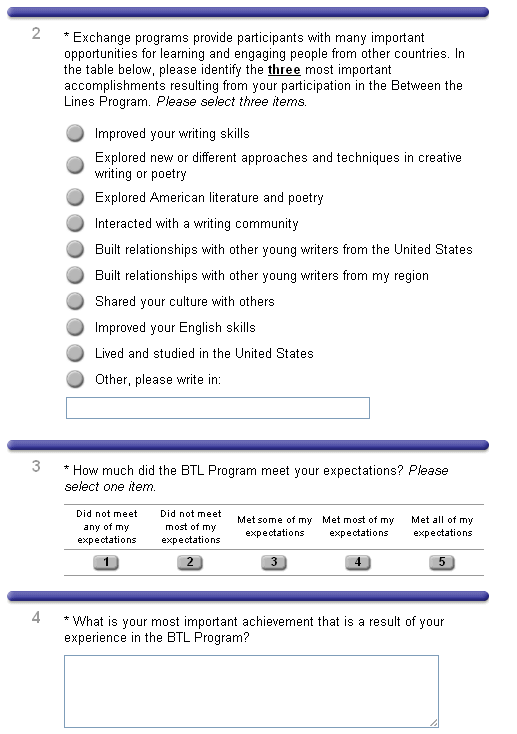 2
* Exchange programs provide participants with many important
opportunities for learning and engaging people from other countries. In
the table below, please identify the three most important
accomplishments resulting from your participation in the Between the
Lines Program. Please select three items.
Improved your writing skills
Explored new or different approaches and techniques in creative
writing or poetry
Explored American literature and poetry
Interacted with a writing community
Built relationships with other young writers from the United States
Built relationships with other young writers from my region
Shared your culture with others
Improved your English skills
Lived and studied in the United States
Other, please write in:
3
* How much did the BTL Program meet your expectations? Please
select one item.
Did not meet any of my expectations
Did not meet most of my expectations
Met some of my expectations
Met most of my expectations
Met all of my expectations
1 2 3 4 5
4
* What is your most important achievement that is a result of your
experience in the BTL Program?